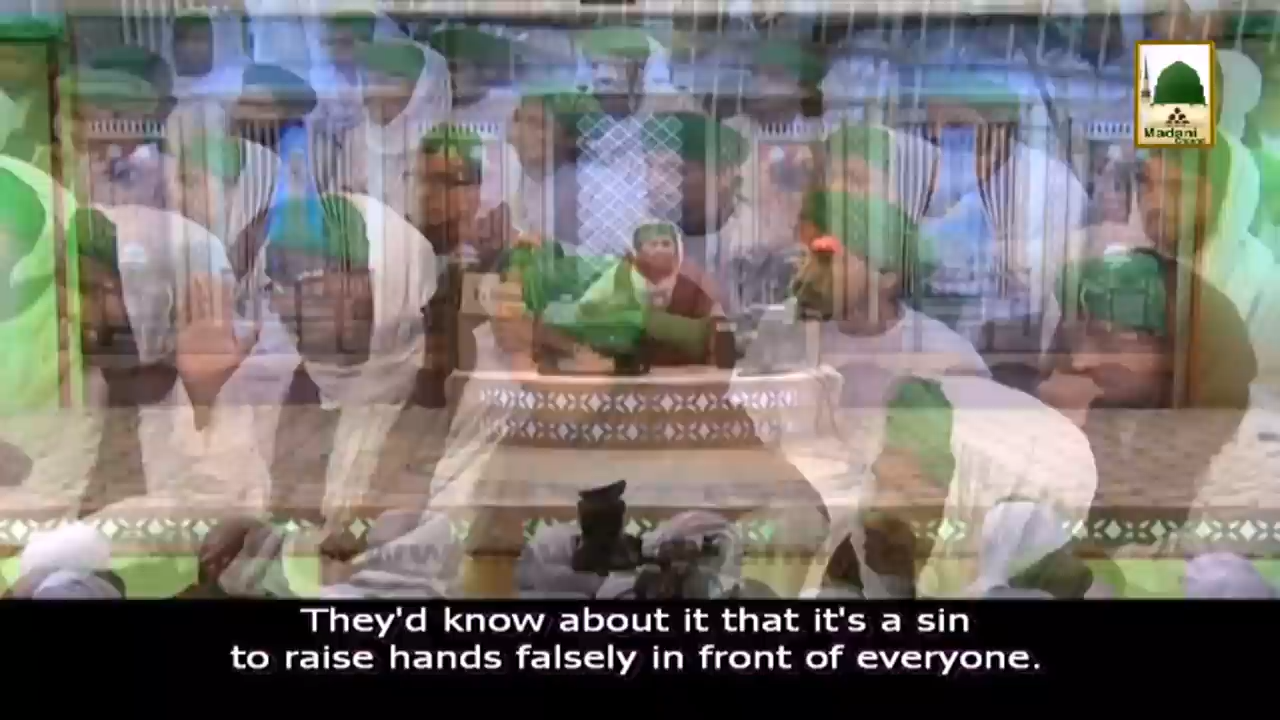 Madani
They'd know about it that it's a sin
to raise hands falsely in front of everyone.